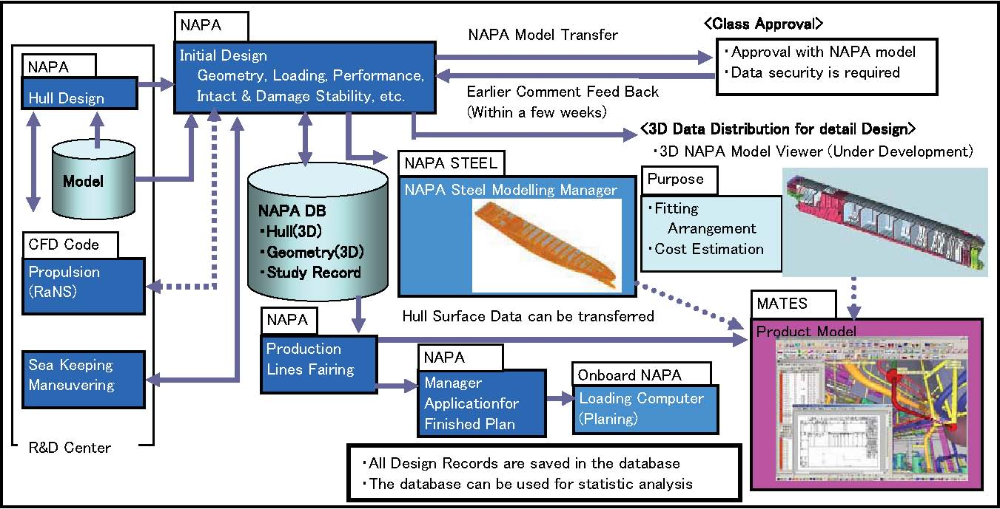 NAPA
Initial Design
Geometry, Loading, Performance,
Intact & Damage Stability, etc.
NAPA Model Transfer
<Class Approval>
・Approval with NAPA model
・Data security is required
Earlier Comment Feed Back
(Within a few weeks)
<3D Data Distribution for detail Design>
・3D NAPA Model Viewer (Under Development)
NAPA
Hull Design
Model
CFD Code
Propulsion
(RaNS)
Sea Keeping
Maneuvering
R&D Center
NAPA DB
・Hull(3D)
・Geometry(3D)
・Study Record
NAPA STEEL
NAPA Steel Modelling Manager
Purpose
・Fitting
Arrangement
・Cost Estimation
Hull Surface Data can be transferred
NAPA
Production
Lines Fairing
NAPA
Manager
Applicationfor
Finished Plan
Onboard NAPA
Loading Computer
(Planing)
MATES
Product Model
・All Design Records are saved in the database
・The database can be used for statistic analysis